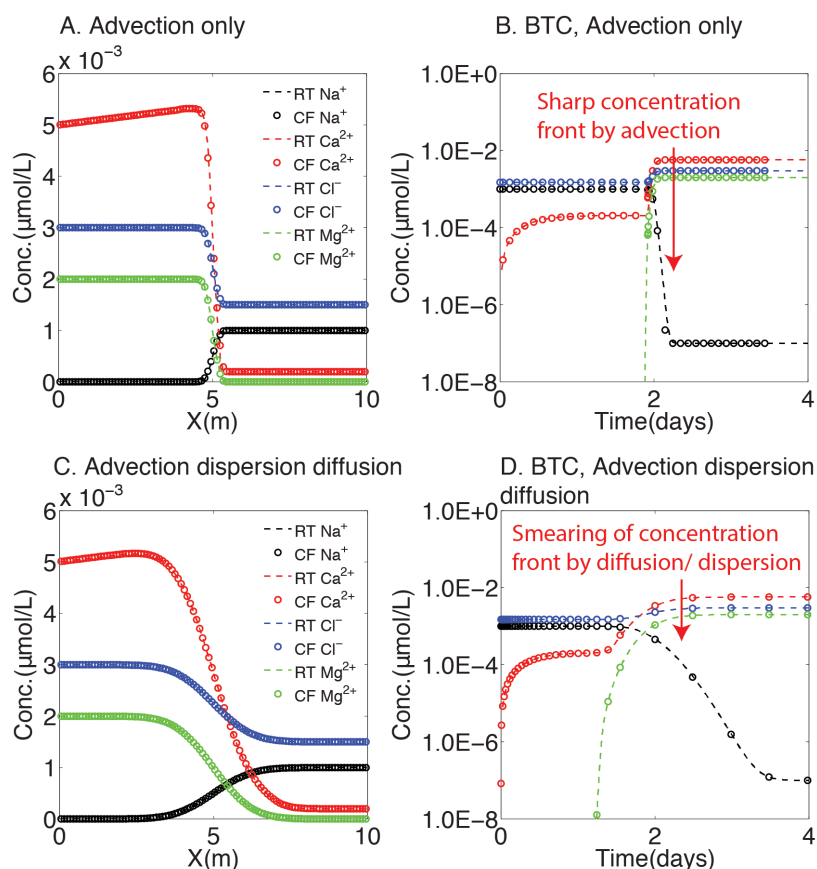 A. Advection only
x 10⁻³
6
5
4
3
2
1
0
0
5
10
X(m)
Conc.(μmol/L)
RT Na⁺
CF Na⁺
RT Ca²⁺
CF Ca²⁺
RT Cl⁻
CF Cl⁻
RT Mg²⁺
CF Mg²⁺
B. BTC, Advection only
1.0E+0
1.0E−2
1.0E−4
1.0E−6
1.0E−8
0
2
4
Time(days)
Conc.(μmol/L)
Sharp concentration
front by advection
C. Advection dispersion diffusion
x 10⁻³
6
5
4
3
2
1
0
0
5
10
X(m)
Conc.(μmol/L)
RT Na⁺
CF Na⁺
RT Ca²⁺
CF Ca²⁺
RT Cl⁻
CF Cl⁻
RT Mg²⁺
CF Mg²⁺
D. BTC, Advection dispersion
diffusion
1.0E+0
1.0E−2
1.0E−4
1.0E−6
1.0E−8
0
2
4
Time(days)
Conc.(μmol/L)
Smearing of concentration
front by diffusion/ dispersion